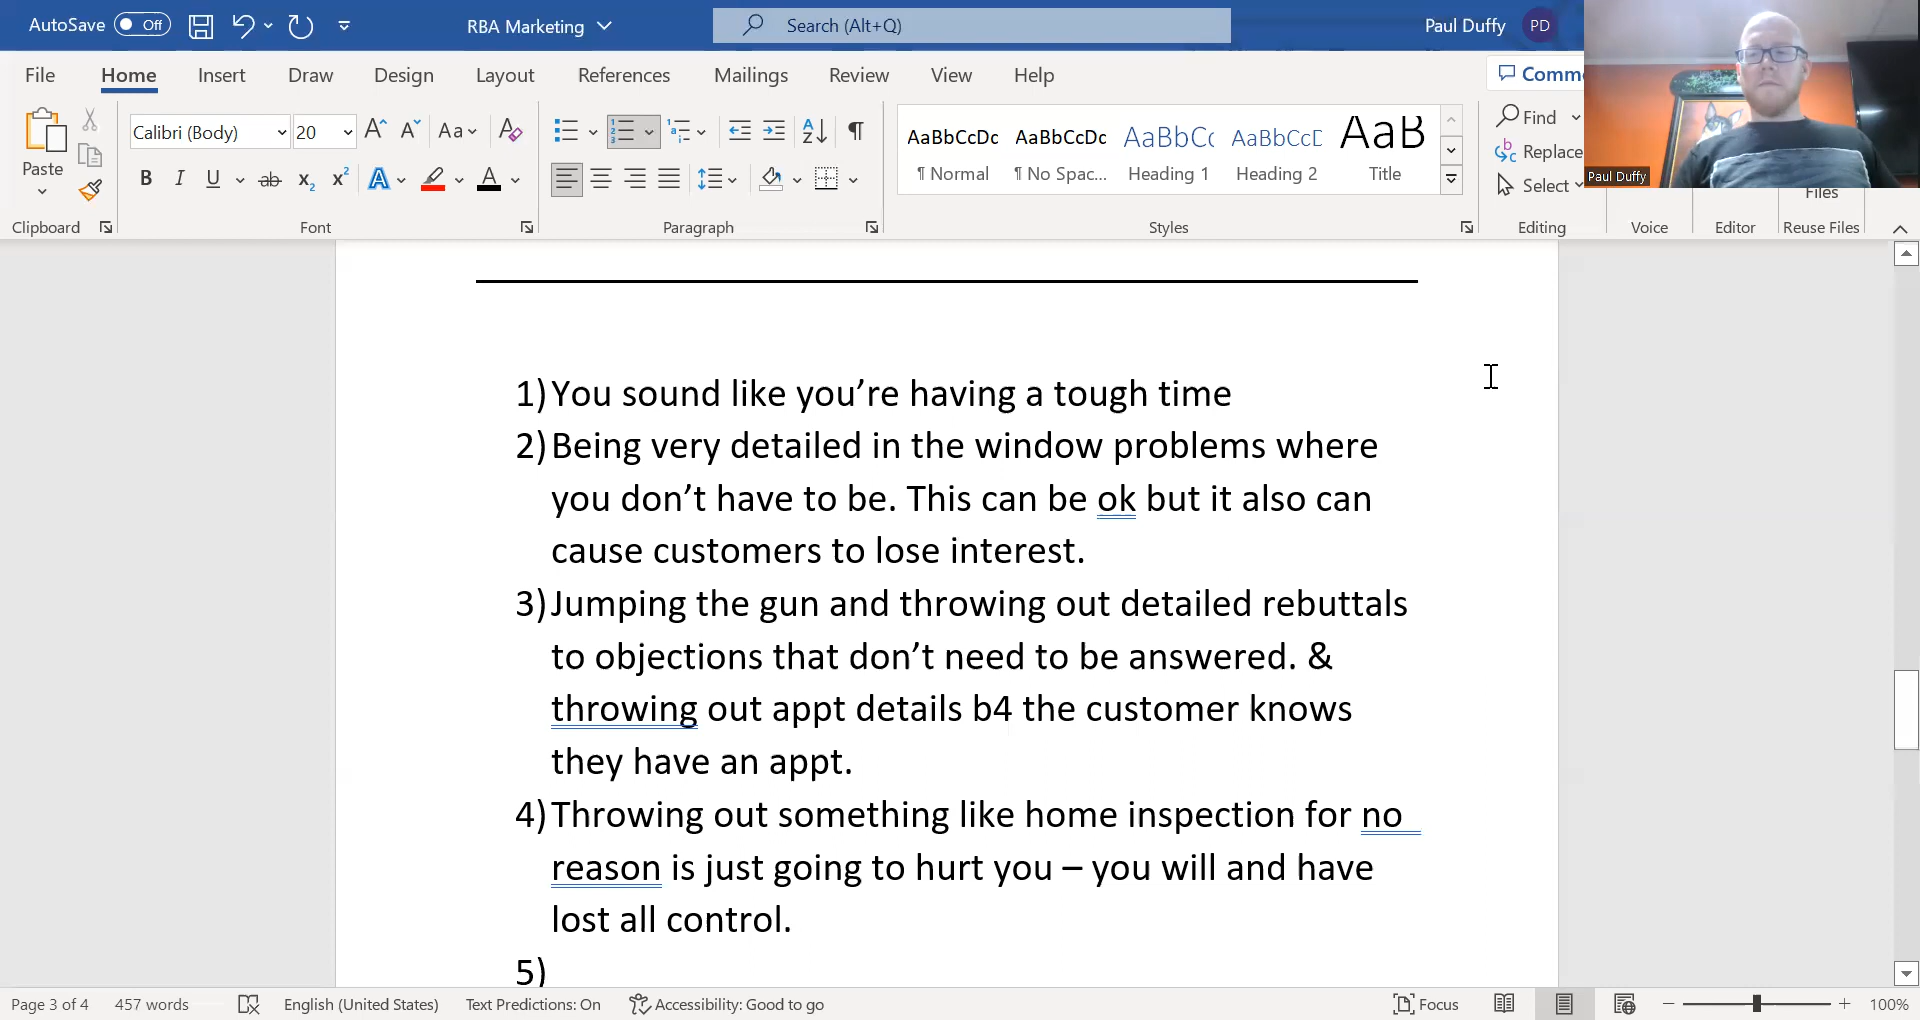 AutoSave Off RBA Marketing Search (Alt+Q) Paul Duffy PD
File Home Insert Draw Design Layout References Mailings Review View Help Comm
Paul Duffy
Paste
Calibri (Body) 20 Aa
B I U ab x2 x2 A A
AaBbCcDc AaBbCcDc AaBbCc AaBbCcD AaB
¶ Normal ¶ No Spac... Heading 1 Heading 2 Title
Find
Replace
Select
Files
Clipboard Font Paragraph Styles Editing Voice Editor Reuse Files
1) You sound like you’re having a tough time
2) Being very detailed in the window problems where
you don’t have to be. This can be ok but it also can
cause customers to lose interest.
3) Jumping the gun and throwing out detailed rebuttals
to objections that don’t need to be answered. &
throwing out appt details b4 the customer knows
they have an appt.
4) Throwing out something like home inspection for no
reason is just going to hurt you – you will and have
lost all control.
5)
Page 3 of 4 457 words English (United States) Text Predictions: On Accessibility: Good to go Focus 100%